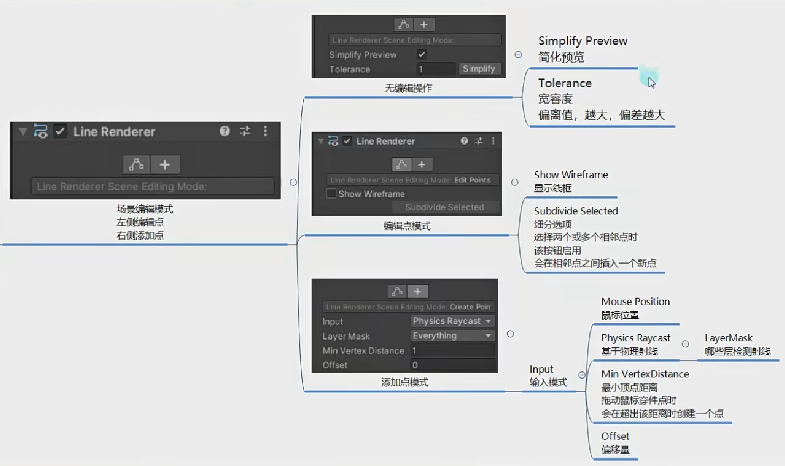 Line Renderer
Line Renderer Scene Editing Mode:
场景编辑模式
左侧编辑点
右侧添加点
Line Renderer Scene Editing Mode:
Simplify Preview
Tolerance 1 Simplify
无编辑操作
Simplify Preview
简化预览
Tolerance
宽容度
偏离值，越大，偏差越大
Line Renderer
Line Renderer Scene Editing Mode: Edit Points
Show Wireframe
Subdivide Selected
编辑点模式
Show Wireframe
显示线框
Subdivide Selected
细分选项
选择两个或多个相邻点时
该按钮启用
会在相邻点之间插入一个新点
Line Renderer Scene Editing Mode: Create Poin
Input Physics Raycast
Layer Mask Everything
Min Vertex Distance 1
Offset 0
添加点模式
Input
输入模式
Mouse Position
鼠标位置
Physics Raycast
基于物理射线
LayerMask
哪些层检测射线
Min VertexDistance
最小顶点距离
拖动鼠标穿件点时
会在超出该距离时创建一个点
Offset
偏移量